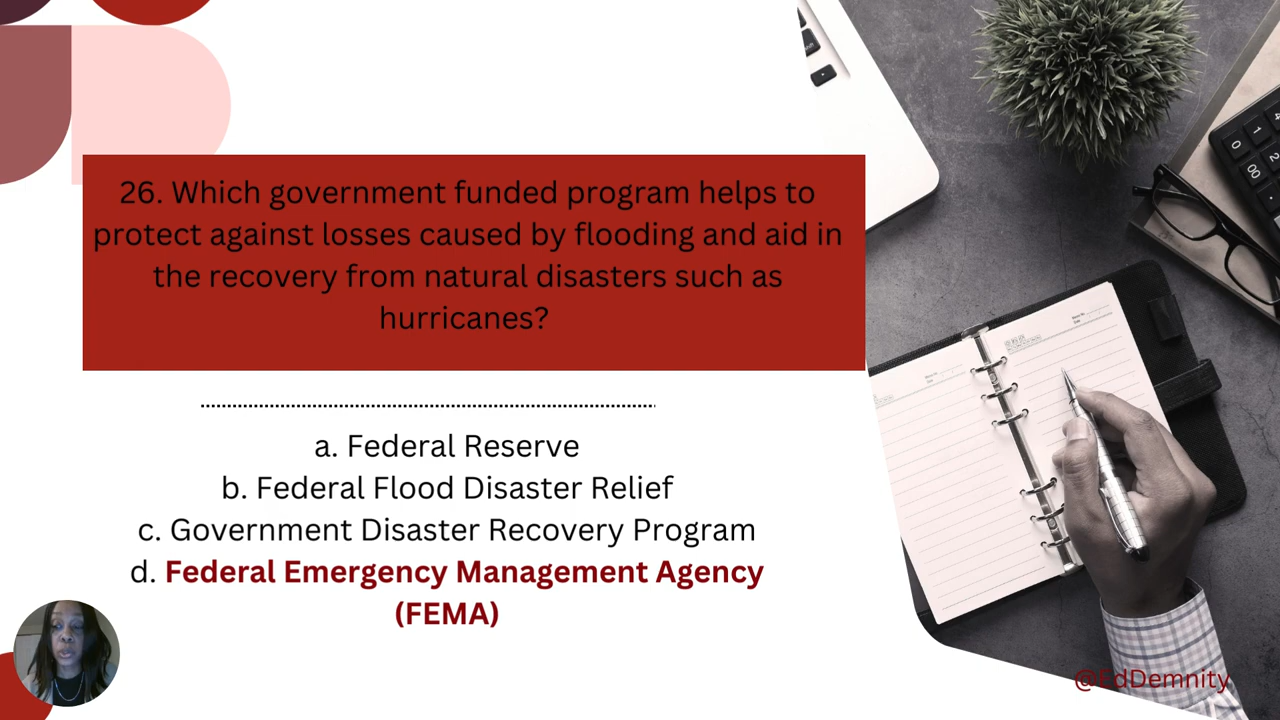 26. Which government funded program helps to
protect against losses caused by flooding and aid in
the recovery from natural disasters such as
hurricanes?
a. Federal Reserve
b. Federal Flood Disaster Relief
c. Government Disaster Recovery Program
d. Federal Emergency Management Agency
(FEMA)
@EdDemnity